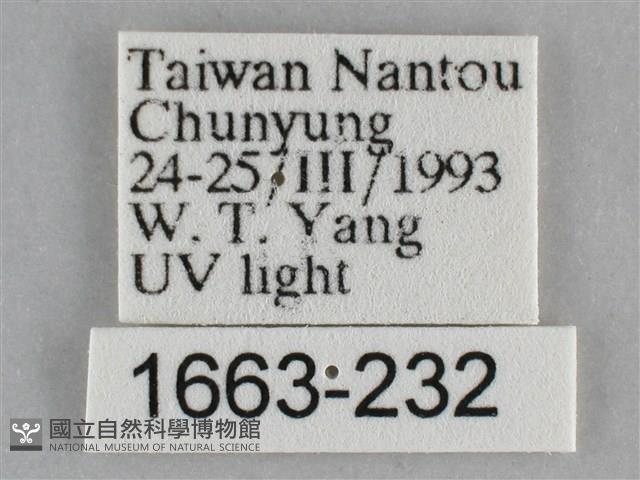 Taiwan Nantou
Chunyung
24-25/III/1993
W. T. Yang
UV light
1663-232
國立自然科學博物館
NATIONAL MUSEUM OF NATURAL SCIENCE